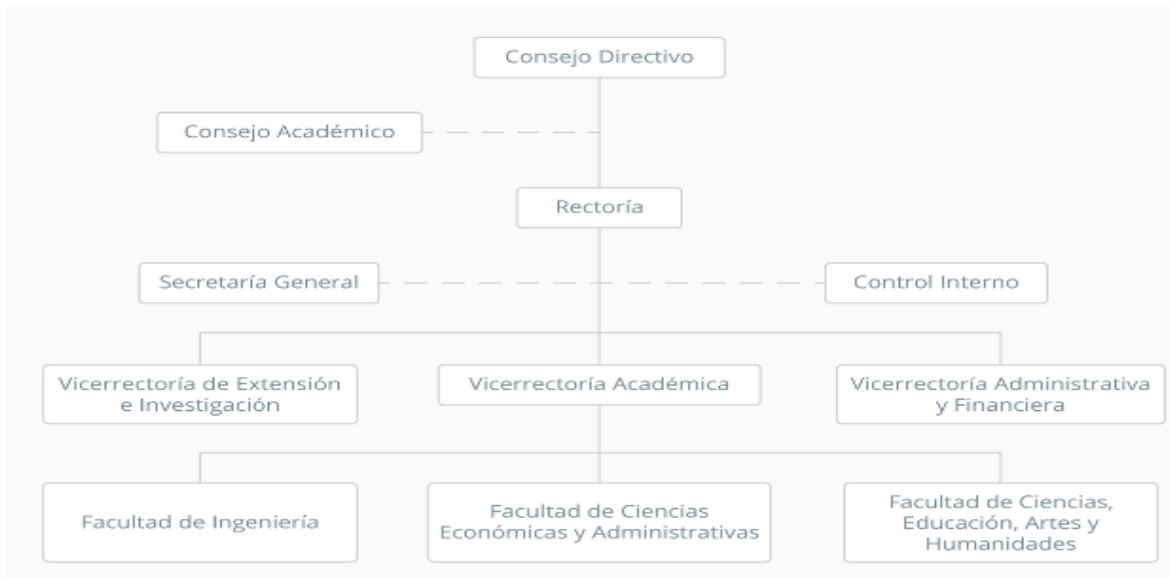 Consejo Directivo
Consejo Académico
Rectoría
Secretaría General
Control Interno
Vicerrectoría de Extensión
e Investigación
Vicerrectoría Académica
Vicerrectoría Administrativa
y Financiera
Facultad de Ingeniería
Facultad de Ciencias
Económicas y Administrativas
Facultad de Ciencias,
Educación, Artes y
Humanidades